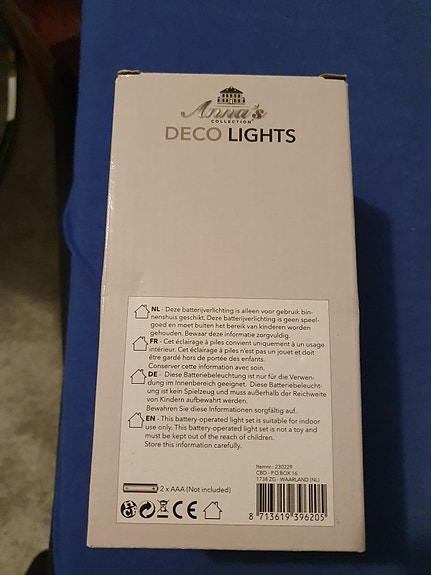 Anna's
COLLECTION
DECO LIGHTS
NL - Deze batterijverlichting is alleen voor gebruik bin-
nenshuis geschikt. Deze batterijverlichting is geen speel-
goed en moet buiten het bereik van kinderen worden
gehouden. Bewaar deze informatie zorgvuldig.
FR - Cet éclairage à piles convient uniquement à un usage
intérieur. Cet éclairage à piles n'est pas un jouet et doit
être gardé hors de portée des enfants.
Conserver cette information avec soin.
DE - Diese Batteriebeleuchtung ist nur für die Verwen-
dung im Innenbereich geeignet. Diese Batteriebeleucht-
ung ist kein Spielzeug und muss außerhalb der Reichweite
von Kindern aufbewahrt werden.
Bewahren Sie diese Informationen sorgfältig auf.
EN - This battery-operated light set is suitable for indoor
use only. This battery-operated light set is not a toy and
must be kept out of the reach of children.
Store this information carefully.
Itemnr.: 230229
CBD - P.O.BOX 16
1738 ZG - WAARLAND (NL)
2 x AAA (Not included)
CE
8 713619 396205